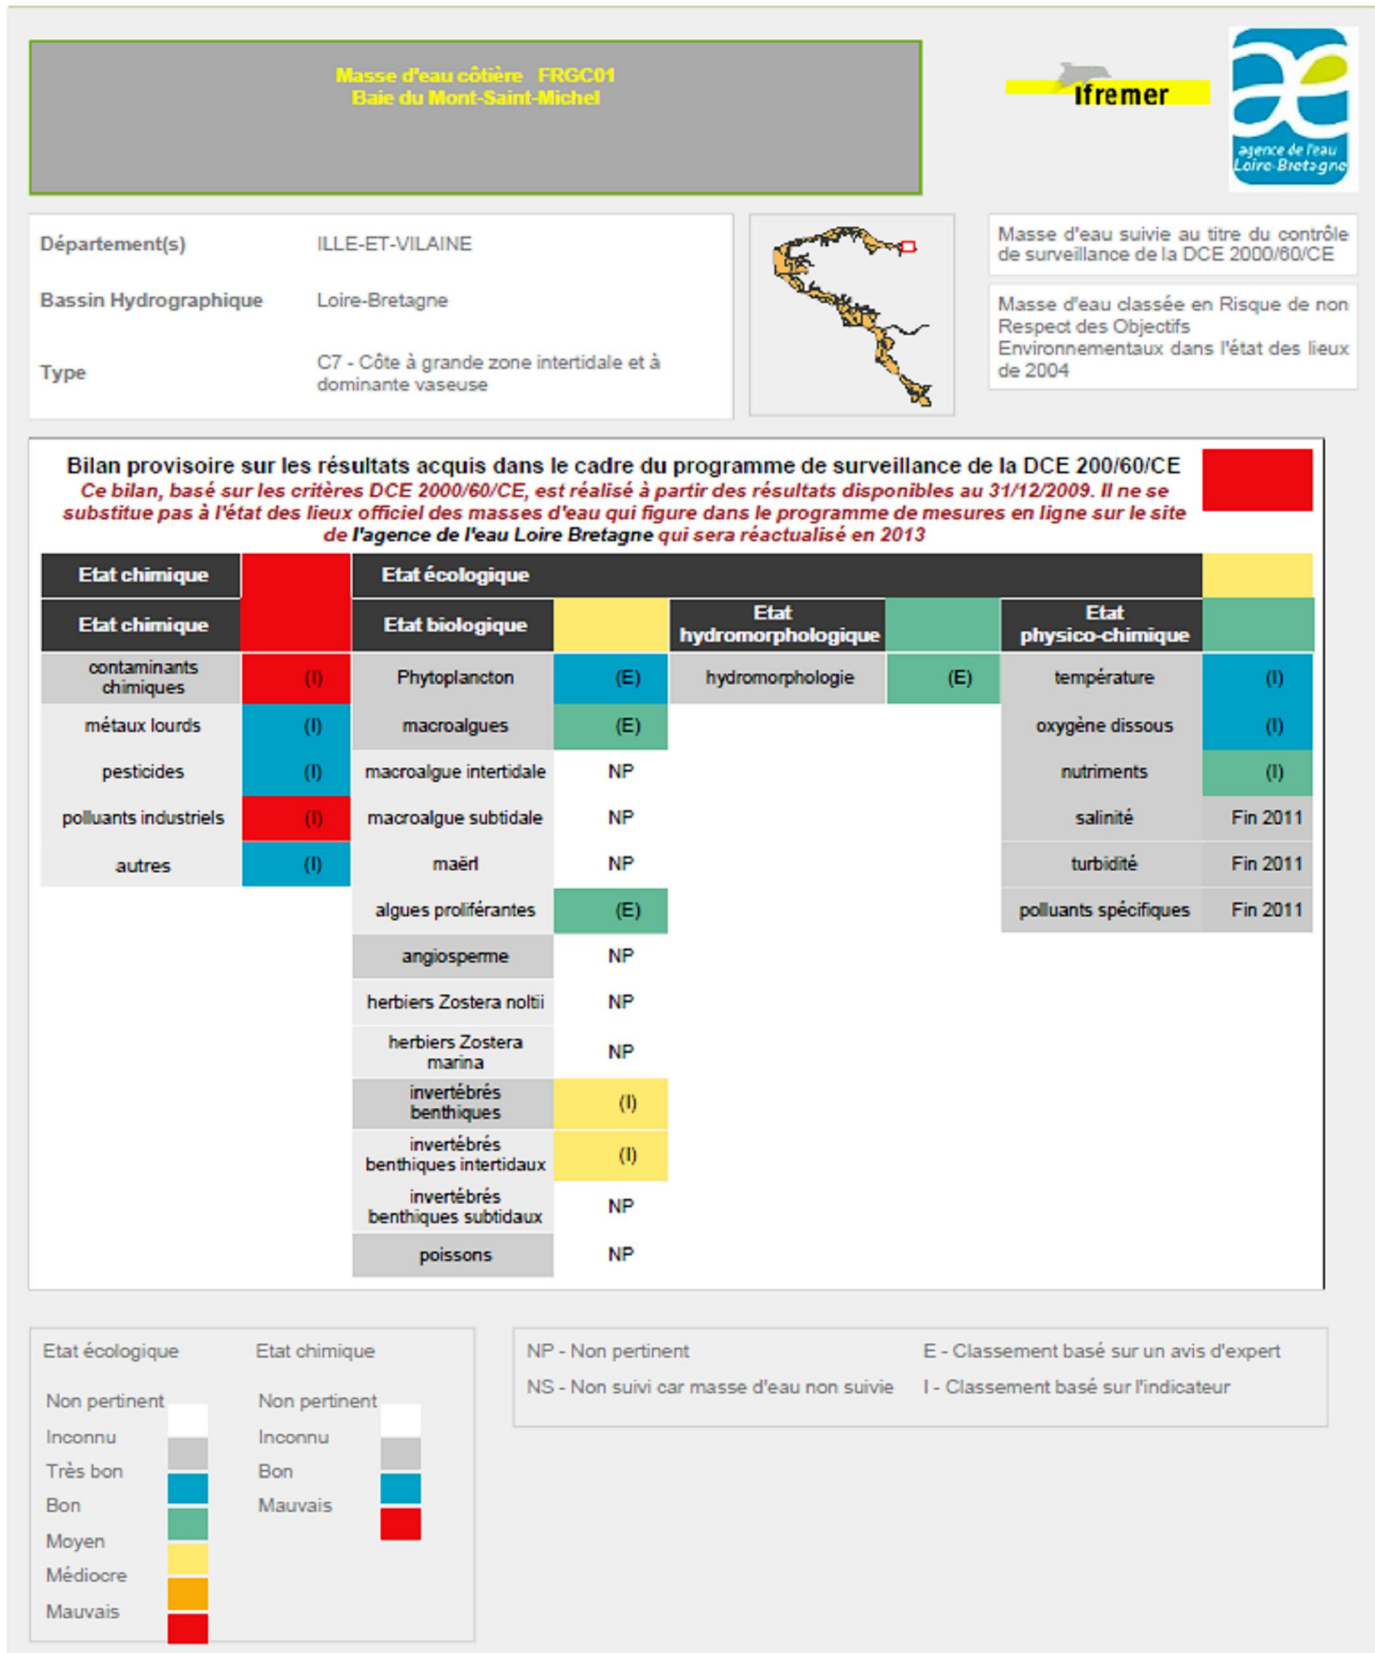 Masse d'eau côtière FRGC01
Baie du Mont-Saint-Michel
Ifremer
agence de l'eau
Loire-Bretagne
Département(s) ILLE-ET-VILAINE
Bassin Hydrographique Loire-Bretagne
Type C7 - Côte à grande zone intertidale et à
dominante vaseuse
Masse d'eau suivie au titre du contrôle
de surveillance de la DCE 2000/60/CE
Masse d'eau classée en Risque de non
Respect des Objectifs
Environnementaux dans l'état des lieux
de 2004
Bilan provisoire sur les résultats acquis dans le cadre du programme de surveillance de la DCE 200/60/CE
Ce bilan, basé sur les critères DCE 2000/60/CE, est réalisé à partir des résultats disponibles au 31/12/2009. Il ne se
substitue pas à l'état des lieux officiel des masses d'eau qui figure dans le programme de mesures en ligne sur le site
de l'agence de l'eau Loire Bretagne qui sera réactualisé en 2013
Etat chimique
Etat chimique
contaminants
chimiques (I)
métaux lourds (I)
pesticides (I)
polluants industriels (I)
autres (I)
Etat écologique
Etat biologique
Phytoplancton (E)
macroalgues (E)
macroalgue intertidale NP
macroalgue subtidale NP
maërl NP
algues proliférantes (E)
angiosperme NP
herbiers Zostera noltii NP
herbiers Zostera
marina NP
invertébrés
benthiques (I)
invertébrés
benthiques intertidaux (I)
invertébrés
benthiques subtidaux NP
poissons NP
Etat
hydromorphologique
hydromorphologie (E)
Etat
physico-chimique
température (I)
oxygène dissous (I)
nutriments (I)
salinité Fin 2011
turbidité Fin 2011
polluants spécifiques Fin 2011
Etat écologique
Non pertinent
Inconnu
Très bon
Bon
Moyen
Médiocre
Mauvais
Etat chimique
Non pertinent
Inconnu
Bon
Mauvais
NP - Non pertinent
NS - Non suivi car masse d'eau non suivie
E - Classement basé sur un avis d'expert
I - Classement basé sur l'indicateur